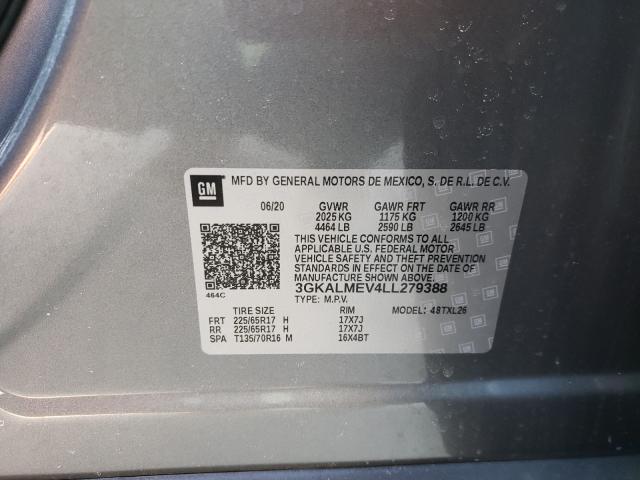 GM MFD BY GENERAL MOTORS DE MEXICO, S. DE R.L. DE C.V.
06/20 GVWR GAWR FRT GAWR RR
2025 KG 1175 KG 1200 KG
4464 LB 2590 LB 2645 LB
THIS VEHICLE CONFORMS TO ALL
APPLICABLE U.S. FEDERAL MOTOR
VEHICLE SAFETY AND THEFT PREVENTION
STANDARDS IN EFFECT ON THE DATE OF
MANUFACTURE SHOWN ABOVE.
3GKALMEV4LL279388
464C TYPE: M.P.V.
TIRE SIZE RIM MODEL: 48TXL26
FRT 225/65R17 H 17X7J
RR 225/65R17 H 17X7J
SPA T135/70R16 M 16X4BT